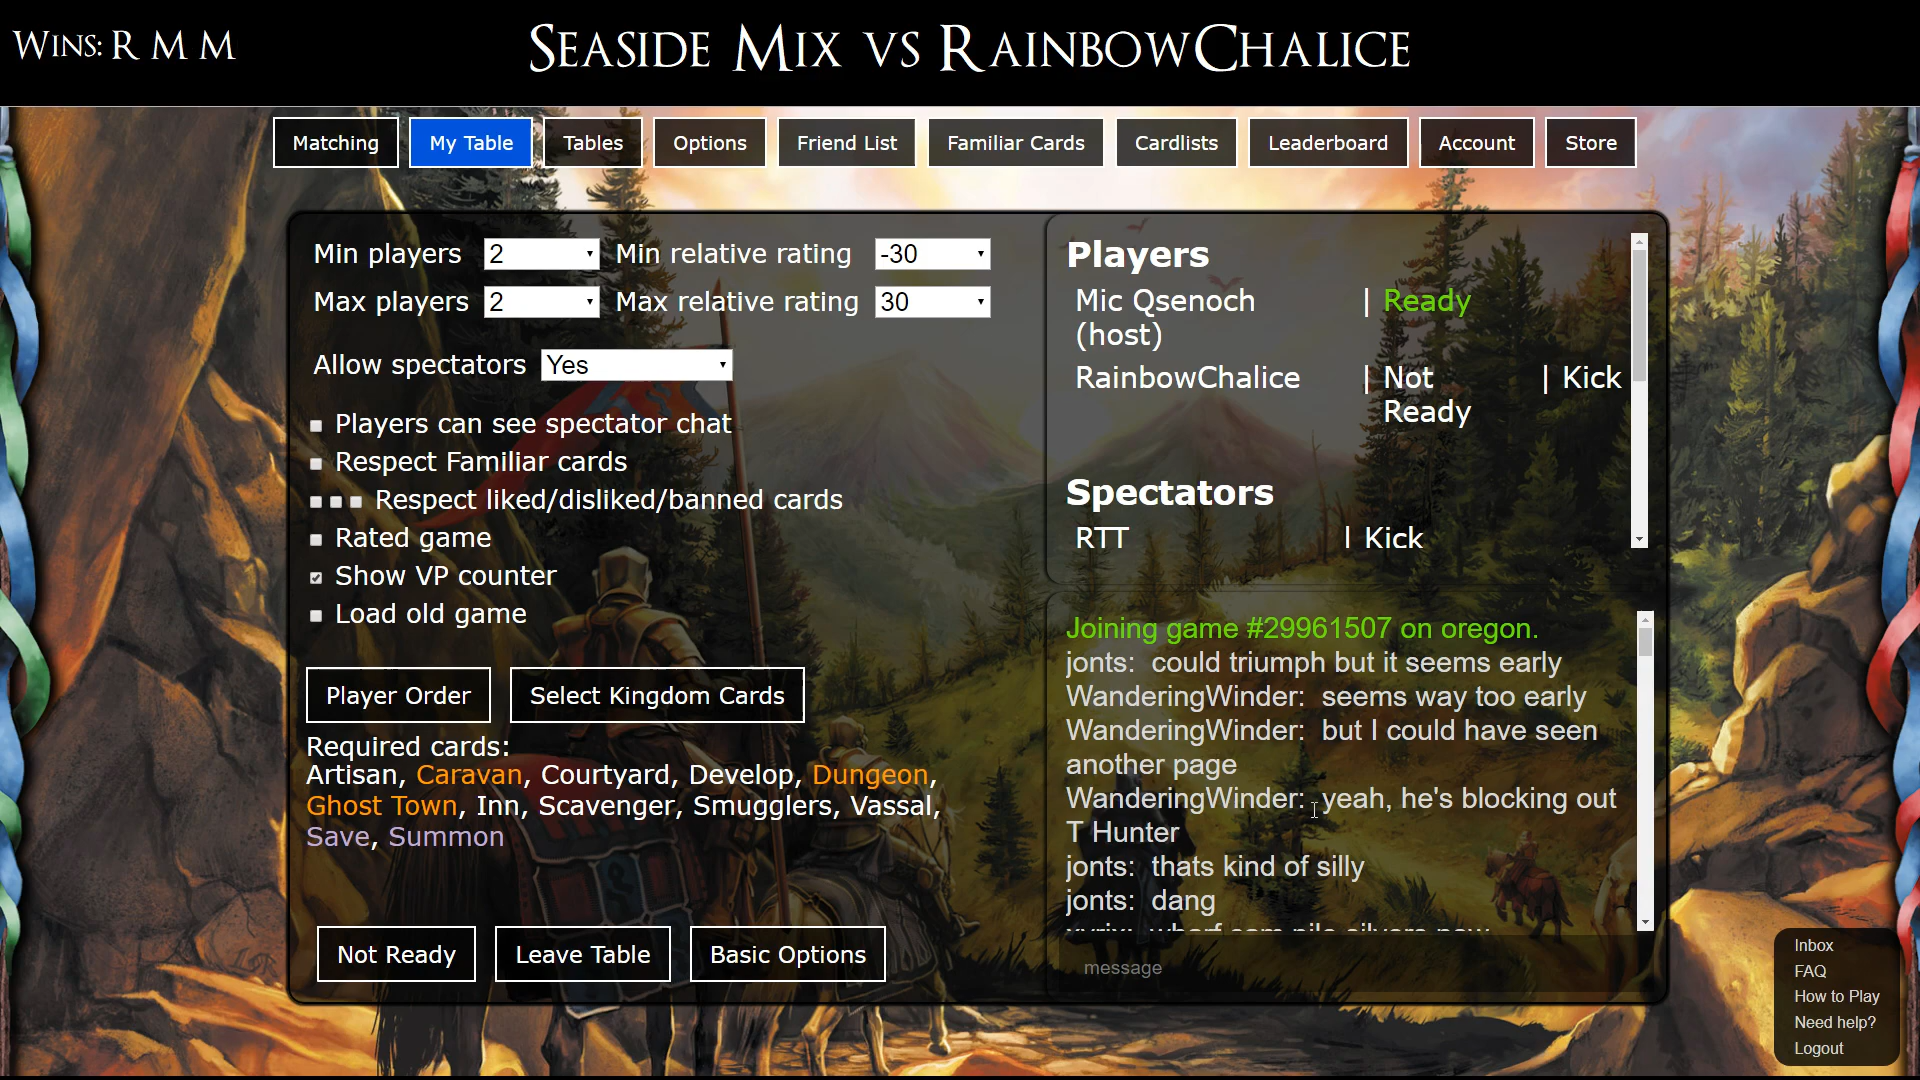 WINS: R M M
SEASIDE MIX VS RAINBOWCHALICE
Matching My Table Tables Options Friend List Familiar Cards Cardlists Leaderboard Account Store
Min players 2 Min relative rating -30
Max players 2 Max relative rating 30
Allow spectators Yes
Players can see spectator chat
Respect Familiar cards
Respect liked/disliked/banned cards
Rated game
Show VP counter
Load old game
Player Order Select Kingdom Cards
Required cards:
Artisan, Caravan, Courtyard, Develop, Dungeon,
Ghost Town, Inn, Scavenger, Smugglers, Vassal,
Save, Summon
Not Ready Leave Table Basic Options
Players
Mic Qsenoch | Ready
(host)
RainbowChalice | Not | Kick
Ready
Spectators
RTT | Kick
Joining game #29961507 on oregon.
jonts: could triumph but it seems early
WanderingWinder: seems way too early
WanderingWinder: but I could have seen
another page
WanderingWinder: yeah, he's blocking out
T Hunter
jonts: thats kind of silly
jonts: dang
message
Inbox
FAQ
How to Play
Need help?
Logout